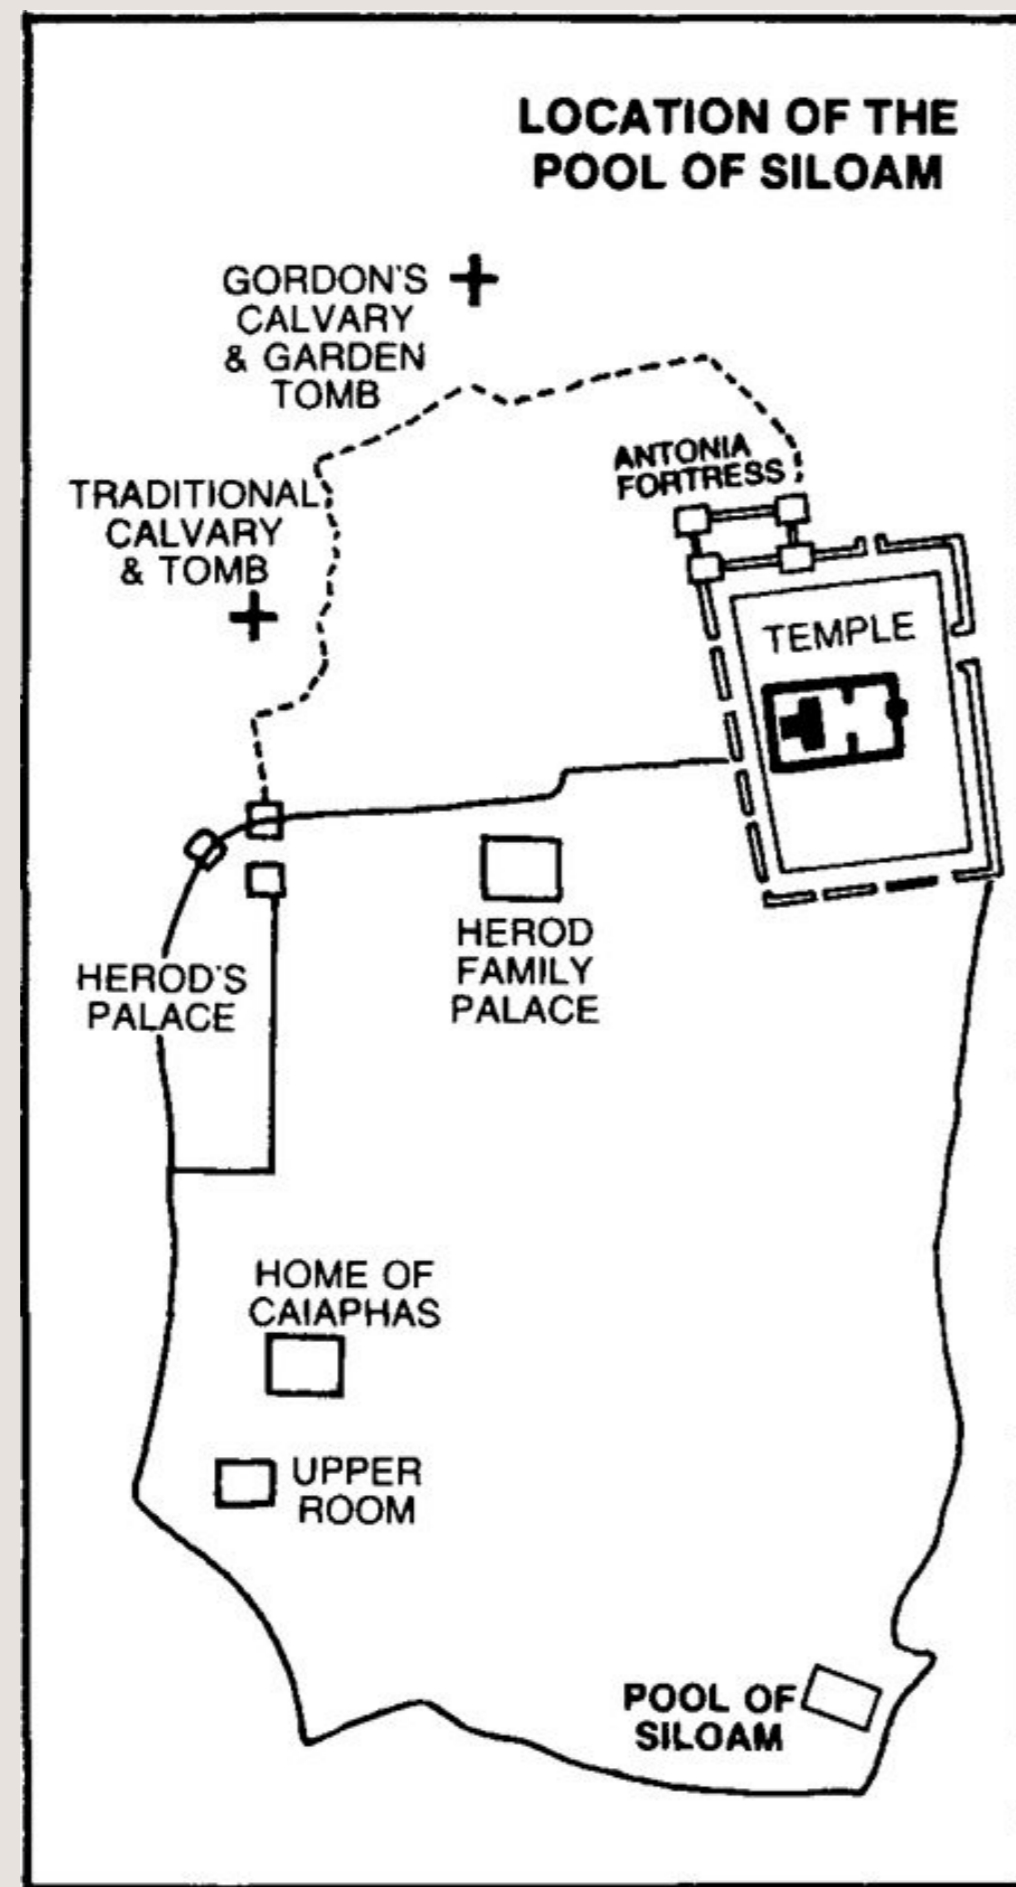 LOCATION OF THE
POOL OF SILOAM
GORDON'S
CALVARY
& GARDEN
TOMB
ANTONIA
FORTRESS
TRADITIONAL
CALVARY
& TOMB
TEMPLE
HEROD
FAMILY
PALACE
HEROD'S
PALACE
HOME OF
CAIAPHAS
UPPER
ROOM
POOL OF
SILOAM